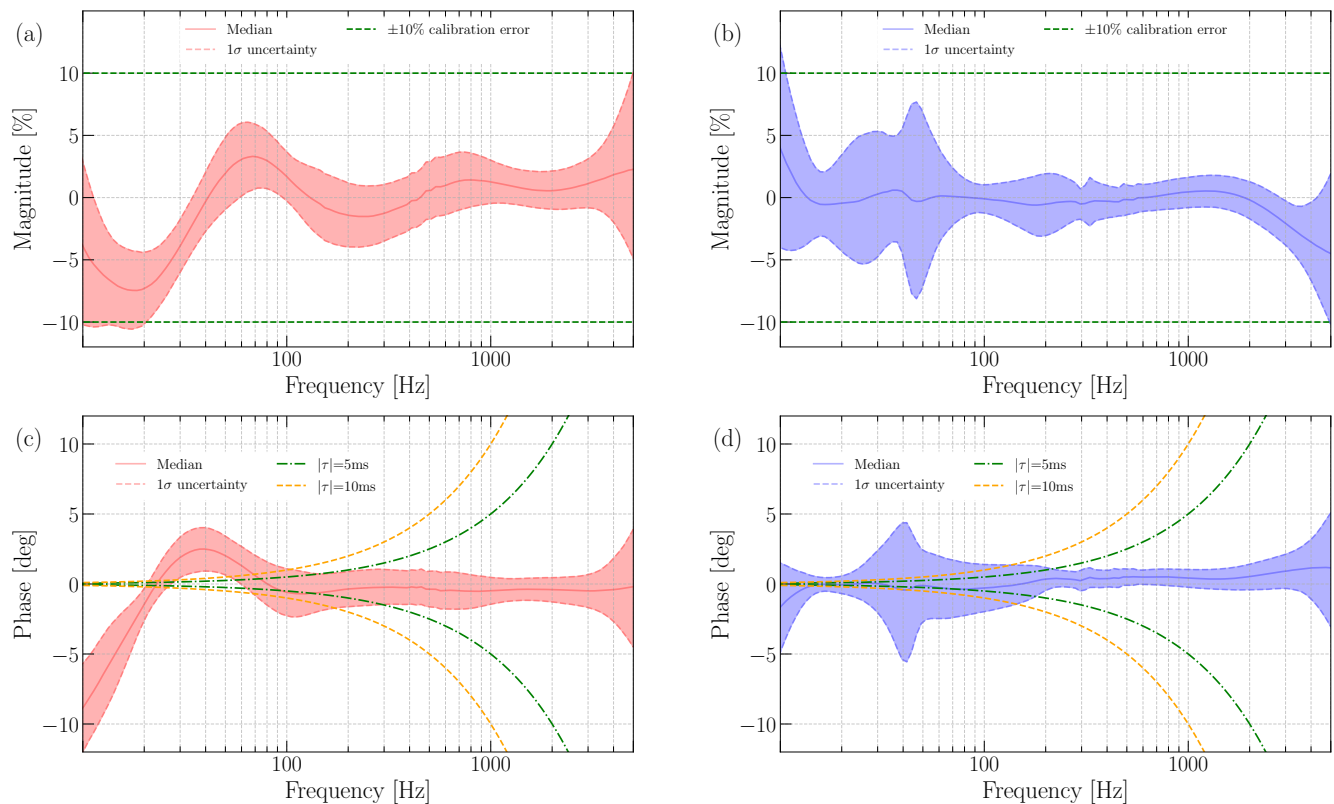 (a)
Median
1σ uncertainty
±10% calibration error
10
5
0
−5
−10
Magnitude [%]
100
1000
Frequency [Hz]
(b)
Median
1σ uncertainty
±10% calibration error
10
5
0
−5
−10
Magnitude [%]
100
1000
Frequency [Hz]
(c)
Median
1σ uncertainty
|τ|=5ms
|τ|=10ms
10
5
0
−5
−10
Phase [deg]
100
1000
Frequency [Hz]
(d)
Median
1σ uncertainty
|τ|=5ms
|τ|=10ms
10
5
0
−5
−10
Phase [deg]
100
1000
Frequency [Hz]